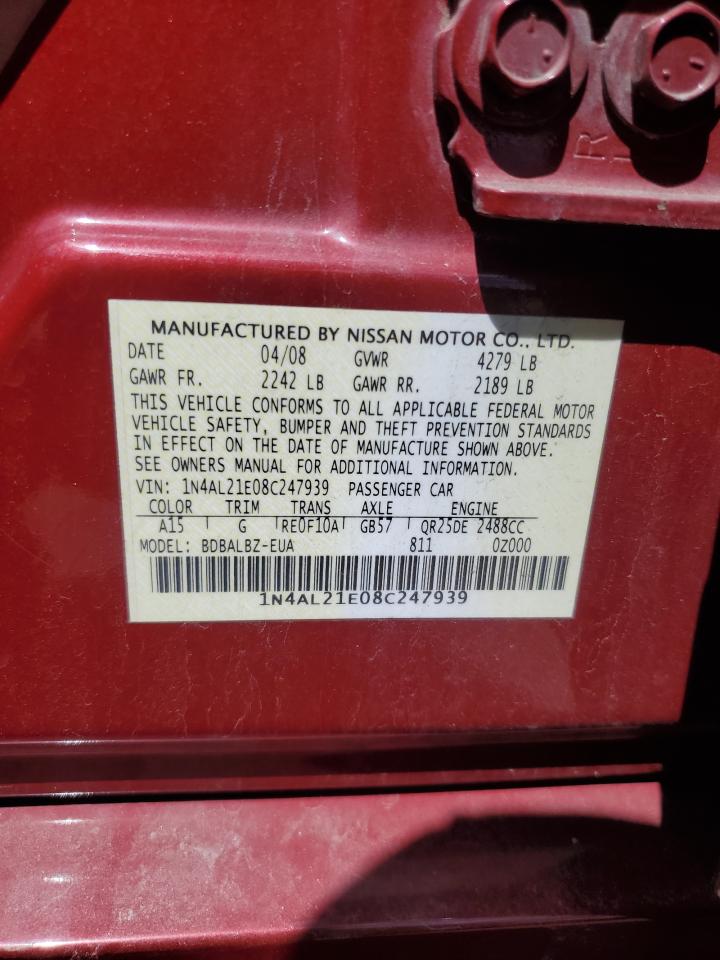 R
MANUFACTURED BY NISSAN MOTOR CO., LTD.
DATE 04/08 GVWR 4279 LB
GAWR FR. 2242 LB GAWR RR. 2189 LB
THIS VEHICLE CONFORMS TO ALL APPLICABLE FEDERAL MOTOR
VEHICLE SAFETY, BUMPER AND THEFT PREVENTION STANDARDS
IN EFFECT ON THE DATE OF MANUFACTURE SHOWN ABOVE.
SEE OWNERS MANUAL FOR ADDITIONAL INFORMATION.
VIN: 1N4AL21E08C247939 PASSENGER CAR
COLOR TRIM TRANS AXLE ENGINE
A15 G RE0F10A GB57 QR25DE 2488CC
MODEL: BDBALBZ-EUA 811 0Z000
1N4AL21E08C247939